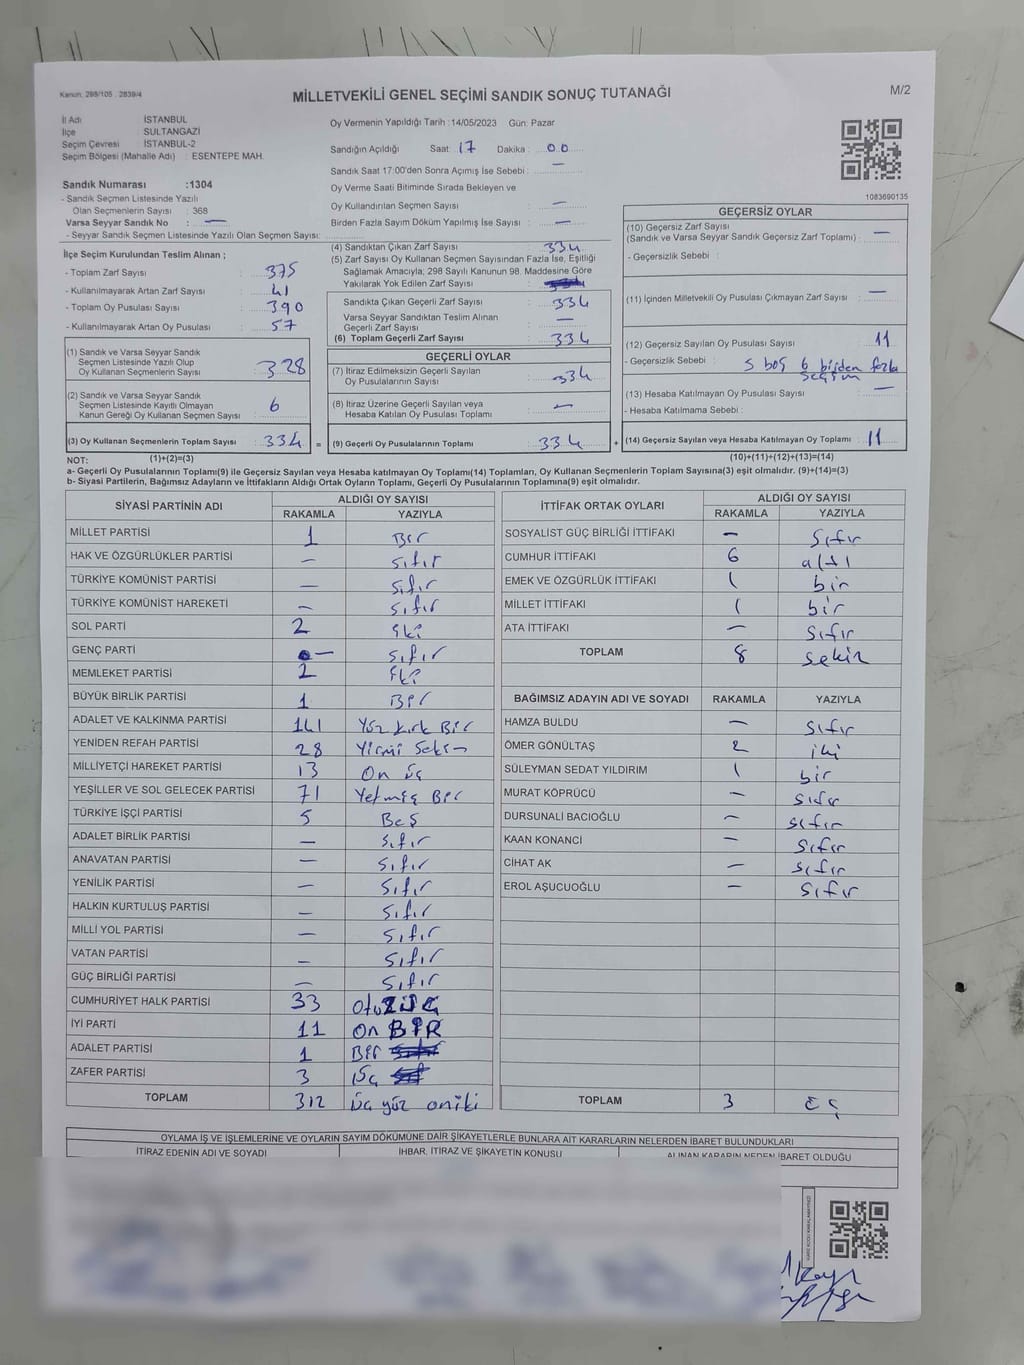 Kanun: 298/105 , 2839/4
MİLLETVEKİLİ GENEL SEÇİMİ SANDIK SONUÇ TUTANAĞI
M/2
İl Adı İSTANBUL
İlçe SULTANGAZİ
Seçim Çevresi İSTANBUL-2
Seçim Bölgesi (Mahalle Adı) : ESENTEPE MAH.
Oy Vermenin Yapıldığı Tarih : 14/05/2023 Gün: Pazar
Sandığın Açıldığı Saat : 17 Dakika : 00
Sandık Saat 17:00'den Sonra Açımış İse Sebebi : —
Oy Verme Saati Bitiminde Sırada Bekleyen ve
Oy Kullandırılan Seçmen Sayısı : —
Birden Fazla Sayım Döküm Yapılmış İse Sayısı : —
1083690135
Sandık Numarası :1304
- Sandık Seçmen Listesinde Yazılı
Olan Seçmenlerin Sayısı : 368
Varsa Seyyar Sandık No : —
- Seyyar Sandık Seçmen Listesinde Yazılı Olan Seçmen Sayısı:
İlçe Seçim Kurulundan Teslim Alınan ;
- Toplam Zarf Sayısı : 375
- Kullanılmayarak Artan Zarf Sayısı : 41
- Toplam Oy Pusulası Sayısı : 390
- Kullanılmayarak Artan Oy Pusulası : 57
(1) Sandık ve Varsa Seyyar Sandık
Seçmen Listesinde Yazılı Olup
Oy Kullanan Seçmenlerin Sayısı : 328
(2) Sandık ve Varsa Seyyar Sandık
Seçmen Listesinde Kayıtlı Olmayan
Kanun Gereği Oy Kullanan Seçmen Sayısı : 6
(3) Oy Kullanan Seçmenlerin Toplam Sayısı : 334 =
(4) Sandıktan Çıkan Zarf Sayısı : 334
(5) Zarf Sayısı Oy Kullanan Seçmen Sayısından Fazla İse, Eşitliği
Sağlamak Amacıyla; 298 Sayılı Kanunun 98. Maddesine Göre
Yakılarak Yok Edilen Zarf Sayısı :
Sandıkta Çıkan Geçerli Zarf Sayısı : 334
Varsa Seyyar Sandıktan Teslim Alınan
Geçerli Zarf Sayısı : —
(6) Toplam Geçerli Zarf Sayısı : 334
GEÇERLİ OYLAR
(7) İtiraz Edilmeksizin Geçerli Sayılan
Oy Pusulalarının Sayısı : 334
(8) İtiraz Üzerine Geçerli Sayılan veya
Hesaba Katılan Oy Pusulası Toplamı : —
(9) Geçerli Oy Pusulalarının Toplamı : 334 +
GEÇERSİZ OYLAR
(10) Geçersiz Zarf Sayısı
(Sandık ve Varsa Seyyar Sandık Geçersiz Zarf Toplamı) : —
- Geçersizlik Sebebi :
(11) İçinden Milletvekili Oy Pusulası Çıkmayan Zarf Sayısı : —
(12) Geçersiz Sayılan Oy Pusulası Sayısı : 11
- Geçersizlik Sebebi : 5 boş 6 birden fazla
seçim
(13) Hesaba Katılmayan Oy Pusulası Sayısı : —
- Hesaba Katılmama Sebebi :
(14) Geçersiz Sayılan veya Hesaba Katılmayan Oy Toplamı : 11
NOT: (1)+(2)=(3) (10)+(11)+(12)+(13)=(14)
a- Geçerli Oy Pusulalarının Toplamı(9) ile Geçersiz Sayılan veya Hesaba katılmayan Oy Toplamı(14) Toplamları, Oy Kullanan Seçmenlerin Toplam Sayısına(3) eşit olmalıdır. (9)+(14)=(3)
b- Siyasi Partilerin, Bağımsız Adayların ve İttifakların Aldığı Ortak Oyların Toplamı, Geçerli Oy Pusulalarının Toplamına(9) eşit olmalıdır.
SİYASİ PARTİNİN ADI ALDIĞI OY SAYISI
RAKAMLA YAZIYLA
MİLLET PARTİSİ 1 Bir
HAK VE ÖZGÜRLÜKLER PARTİSİ — sıfır
TÜRKİYE KOMÜNİST PARTİSİ — sıfır
TÜRKİYE KOMÜNİST HAREKETİ — sıfır
SOL PARTİ 2 iki
GENÇ PARTİ — sıfır
MEMLEKET PARTİSİ 2 iki
BÜYÜK BİRLİK PARTİSİ 1 Bir
ADALET VE KALKINMA PARTİSİ 141 Yüz kırk Bir
YENİDEN REFAH PARTİSİ 28 Yirmi Sekiz
MİLLİYETÇİ HAREKET PARTİSİ 13 On üç
YEŞİLLER VE SOL GELECEK PARTİSİ 71 Yetmiş Bir
TÜRKİYE İŞÇİ PARTİSİ 5 Beş
ADALET BİRLİK PARTİSİ — sıfır
ANAVATAN PARTİSİ — sıfır
YENİLİK PARTİSİ — sıfır
HALKIN KURTULUŞ PARTİSİ — sıfır
MİLLİ YOL PARTİSİ — sıfır
VATAN PARTİSİ — sıfır
GÜÇ BİRLİĞİ PARTİSİ — sıfır
CUMHURİYET HALK PARTİSİ 33 OtuzÜÇ
İYİ PARTİ 11 On BİR
ADALET PARTİSİ 1 Bir
ZAFER PARTİSİ 3 üç
TOPLAM 312 üç yüz oniki
İTTİFAK ORTAK OYLARI ALDIĞI OY SAYISI
RAKAMLA YAZIYLA
SOSYALİST GÜÇ BİRLİĞİ İTTİFAKI — sıfır
CUMHUR İTTİFAKI 6 altı
EMEK VE ÖZGÜRLÜK İTTİFAKI 1 bir
MİLLET İTTİFAKI 1 bir
ATA İTTİFAKI — sıfır
TOPLAM 8 sekiz
BAĞIMSIZ ADAYIN ADI VE SOYADI RAKAMLA YAZIYLA
HAMZA BULDU — sıfır
ÖMER GÖNÜLTAŞ 2 iki
SÜLEYMAN SEDAT YILDIRIM 1 bir
MURAT KÖPRÜCÜ — sıfır
DURSUNALİ BACIOĞLU — sıfır
KAAN KONANCI — sıfır
CİHAT AK — sıfır
EROL AŞUCUOĞLU — sıfır
TOPLAM 3 üç
OYLAMA İŞ VE İŞLEMLERİNE VE OYLARIN SAYIM DÖKÜMÜNE DAİR ŞİKAYETLERLE BUNLARA AİT KARARLARIN NELERDEN İBARET BULUNDUKLARI
İTİRAZ EDENİN ADI VE SOYADI İHBAR, İTİRAZ VE ŞİKAYETİN KONUSU ALINAN KARARIN NEDEN İBARET OLDUĞU